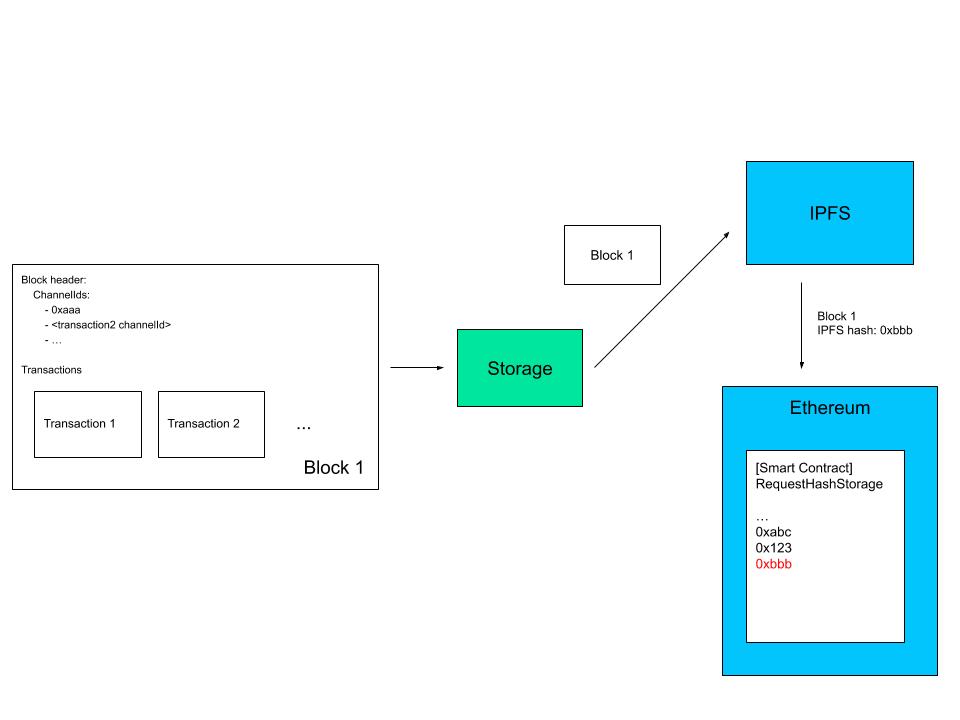 Block header:
ChannelIds:
- 0xaaa
- <transaction2 channelId>
- …
Transactions
Transaction 1
Transaction 2
...
Block 1
Storage
Block 1
IPFS
Block 1
IPFS hash: 0xbbb
Ethereum
[Smart Contract]
RequestHashStorage
…
0xabc
0x123
0xbbb